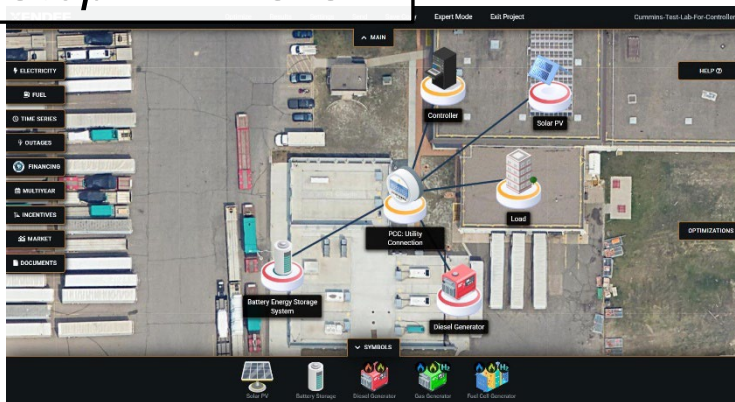 Expert Mode
Exit Project
Cummins-Test-Lab-For-Controller
MAIN
ELECTRICITY
FUEL
TIME SERIES
OUTAGES
FINANCING
MULTIYEAR
INCENTIVES
MARKET
DOCUMENTS
HELP
OPTIMIZATIONS
Controller
Solar PV
Load
PCC: Utility
Connection
Battery Energy Storage
System
Diesel Generator
SYMBOLS
Solar PV
Battery Storage
Diesel Generator
Gas Generator
Fuel Cell Generator